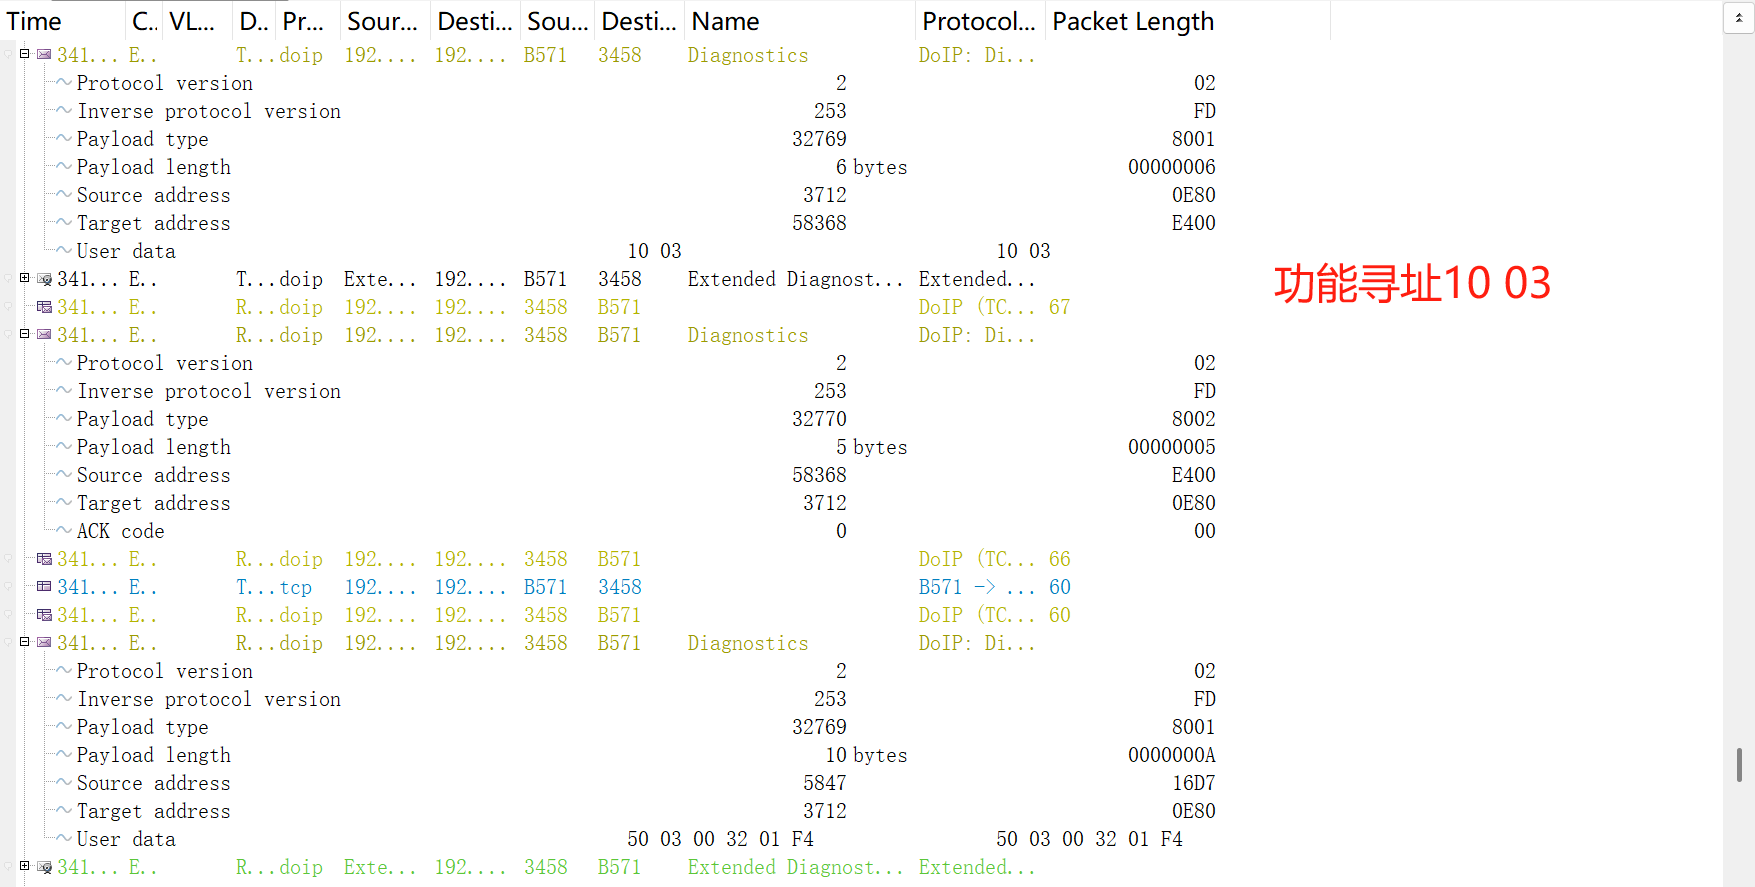 Time C.. VL... D.. Pr... Sour... Desti... Sou... Desti... Name Protocol... Packet Length
341... E.. T... doip 192.... 192.... B571 3458 Diagnostics DoIP: Di...
Protocol version 2 02
Inverse protocol version 253 FD
Payload type 32769 8001
Payload length 6 bytes 00000006
Source address 3712 0E80
Target address 58368 E400
User data 10 03 10 03
341... E.. T... doip Exte... 192.... B571 3458 Extended Diagnost... Extended...
功能寻址10 03
341... E.. R... doip 192.... 192.... 3458 B571 DoIP (TC... 67
341... E.. R... doip 192.... 192.... 3458 B571 Diagnostics DoIP: Di...
Protocol version 2 02
Inverse protocol version 253 FD
Payload type 32770 8002
Payload length 5 bytes 00000005
Source address 58368 E400
Target address 3712 0E80
ACK code 0 00
341... E.. R... doip 192.... 192.... 3458 B571 DoIP (TC... 66
341... E.. T... tcp 192.... 192.... B571 3458 B571 -> ... 60
341... E.. R... doip 192.... 192.... 3458 B571 DoIP (TC... 60
341... E.. R... doip 192.... 192.... 3458 B571 Diagnostics DoIP: Di...
Protocol version 2 02
Inverse protocol version 253 FD
Payload type 32769 8001
Payload length 10 bytes 0000000A
Source address 5847 16D7
Target address 3712 0E80
User data 50 03 00 32 01 F4 50 03 00 32 01 F4
341... E.. R... doip Exte... 192.... 3458 B571 Extended Diagnost... Extended...